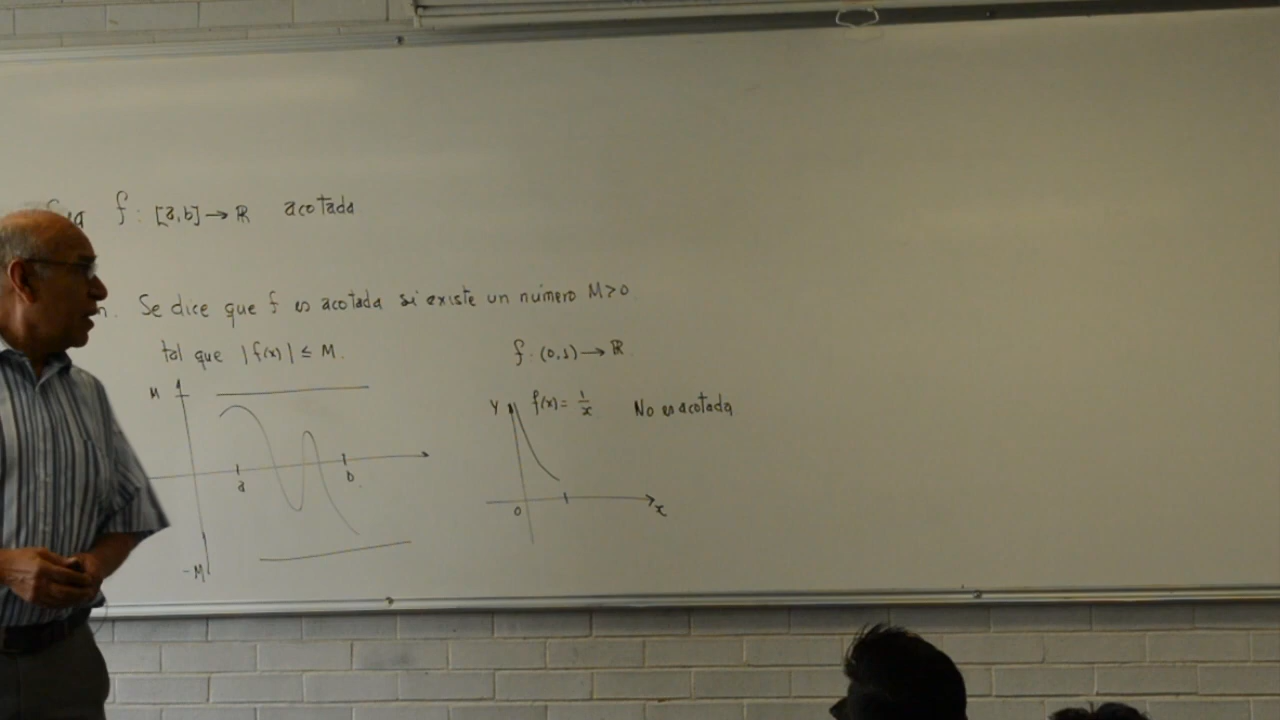 f : [a,b] → ℝ acotada
Se dice que f es acotada si existe un número M>0
tal que |f(x)| ≤ M.
f : (0,1) → ℝ
M
y
f(x) = 1/x
No es acotada
a
b
0
x
-M